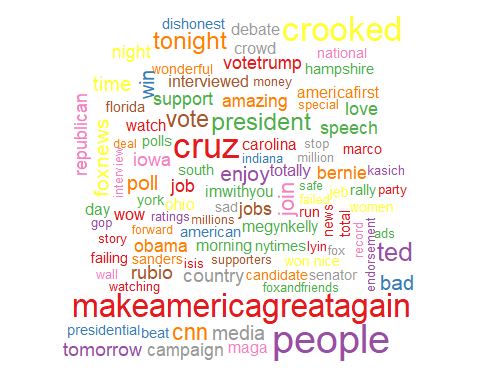 dishonest
crooked
tonight
debate
crowd
night
national
votetrump
wonderful
hampshire
win
time
interviewed
money
americafirst
republican
support
amazing
special
love
florida
vote
president
speech
foxnews
watch
cruz
carolina
stop
marco
deal
polls
indiana
million
iowa
interview
south
enjoy
totally
bernie
kasich
poll
job
imwithyou
join
safe
jeb
rally
party
york
ohio
failed
women
day
sad
jobs
run
news
total
gop
wow
ratings
millions
megynkelly
record
endorsement
ads
forward
american
story
obama
morning
nytimes
lyin
fox
ted
failing
sanders
isis
supporters
won
nice
wall
rubio
country
candidate
senator
bad
watching
foxandfriends
makeamericagreatagain
presidential
beat
cnn
media
people
tomorrow
campaign
maga